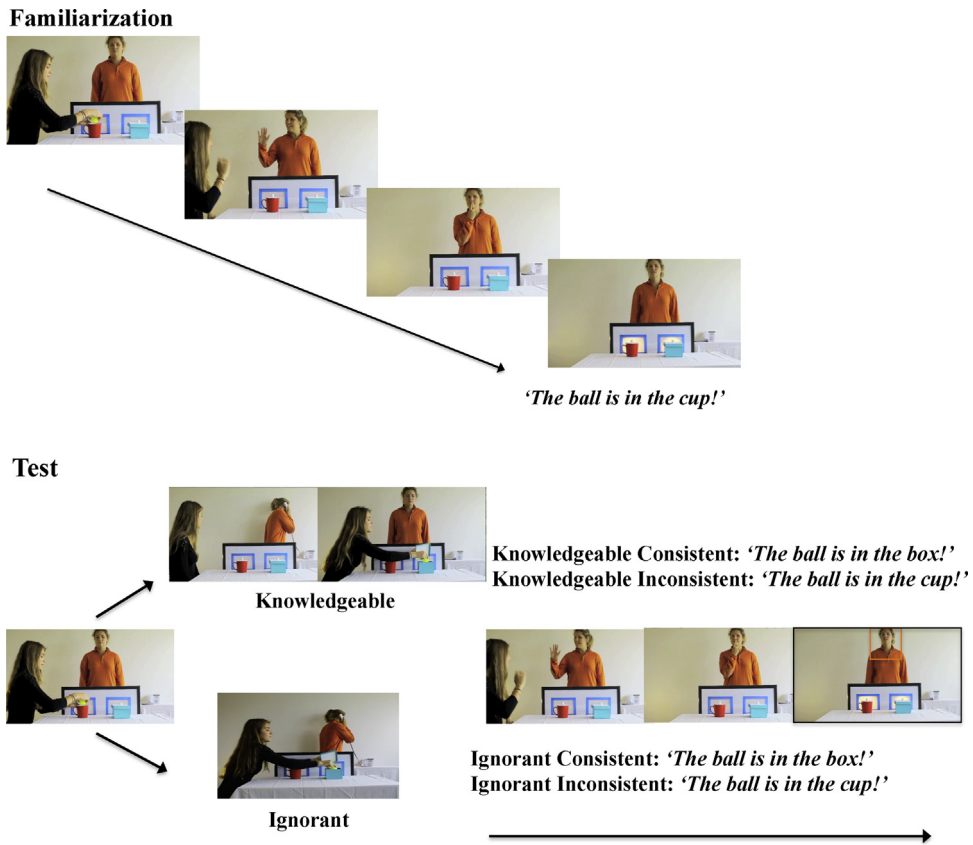 Familiarization
‘The ball is in the cup!’
Test
Knowledgeable
Knowledgeable Consistent: ‘The ball is in the box!’
Knowledgeable Inconsistent: ‘The ball is in the cup!’
Ignorant
Ignorant Consistent: ‘The ball is in the box!’
Ignorant Inconsistent: ‘The ball is in the cup!’